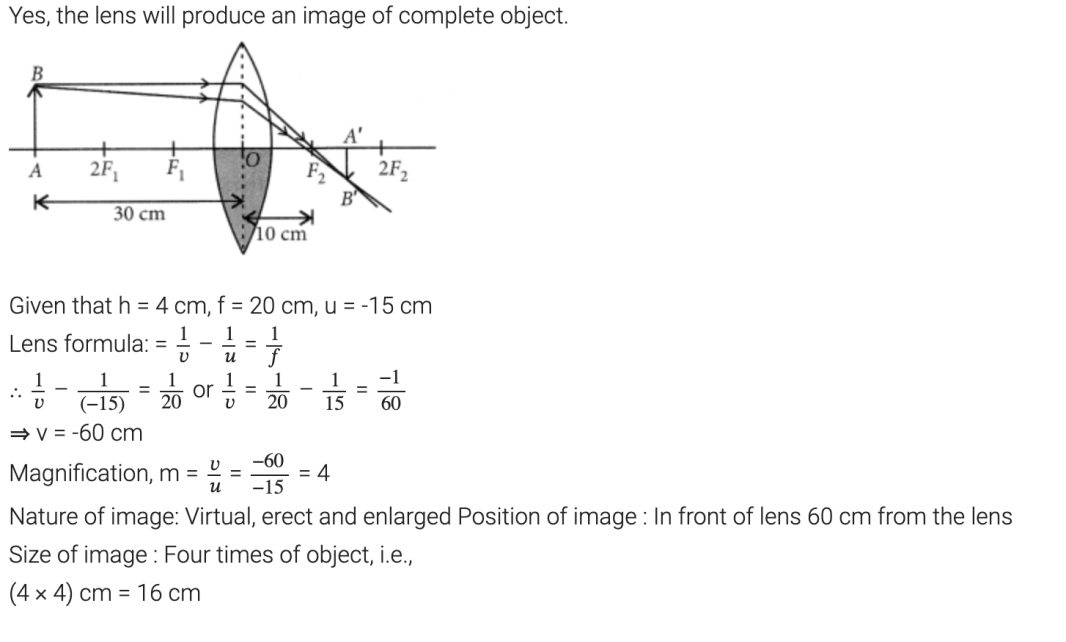 Yes, the lens will produce an image of complete object.
B
A'
O
A 2F₁ F₁ F₂ 2F₂
B'
30 cm
10 cm
Given that h = 4 cm, f = 20 cm, u = -15 cm
Lens formula: = 1/v − 1/u = 1/f
∴ 1/v − 1/(−15) = 1/20 or 1/v = 1/20 − 1/15 = −1/60
⇒ v = -60 cm
Magnification, m = v/u = −60/−15 = 4
Nature of image: Virtual, erect and enlarged Position of image : In front of lens 60 cm from the lens
Size of image : Four times of object, i.e.,
(4 × 4) cm = 16 cm